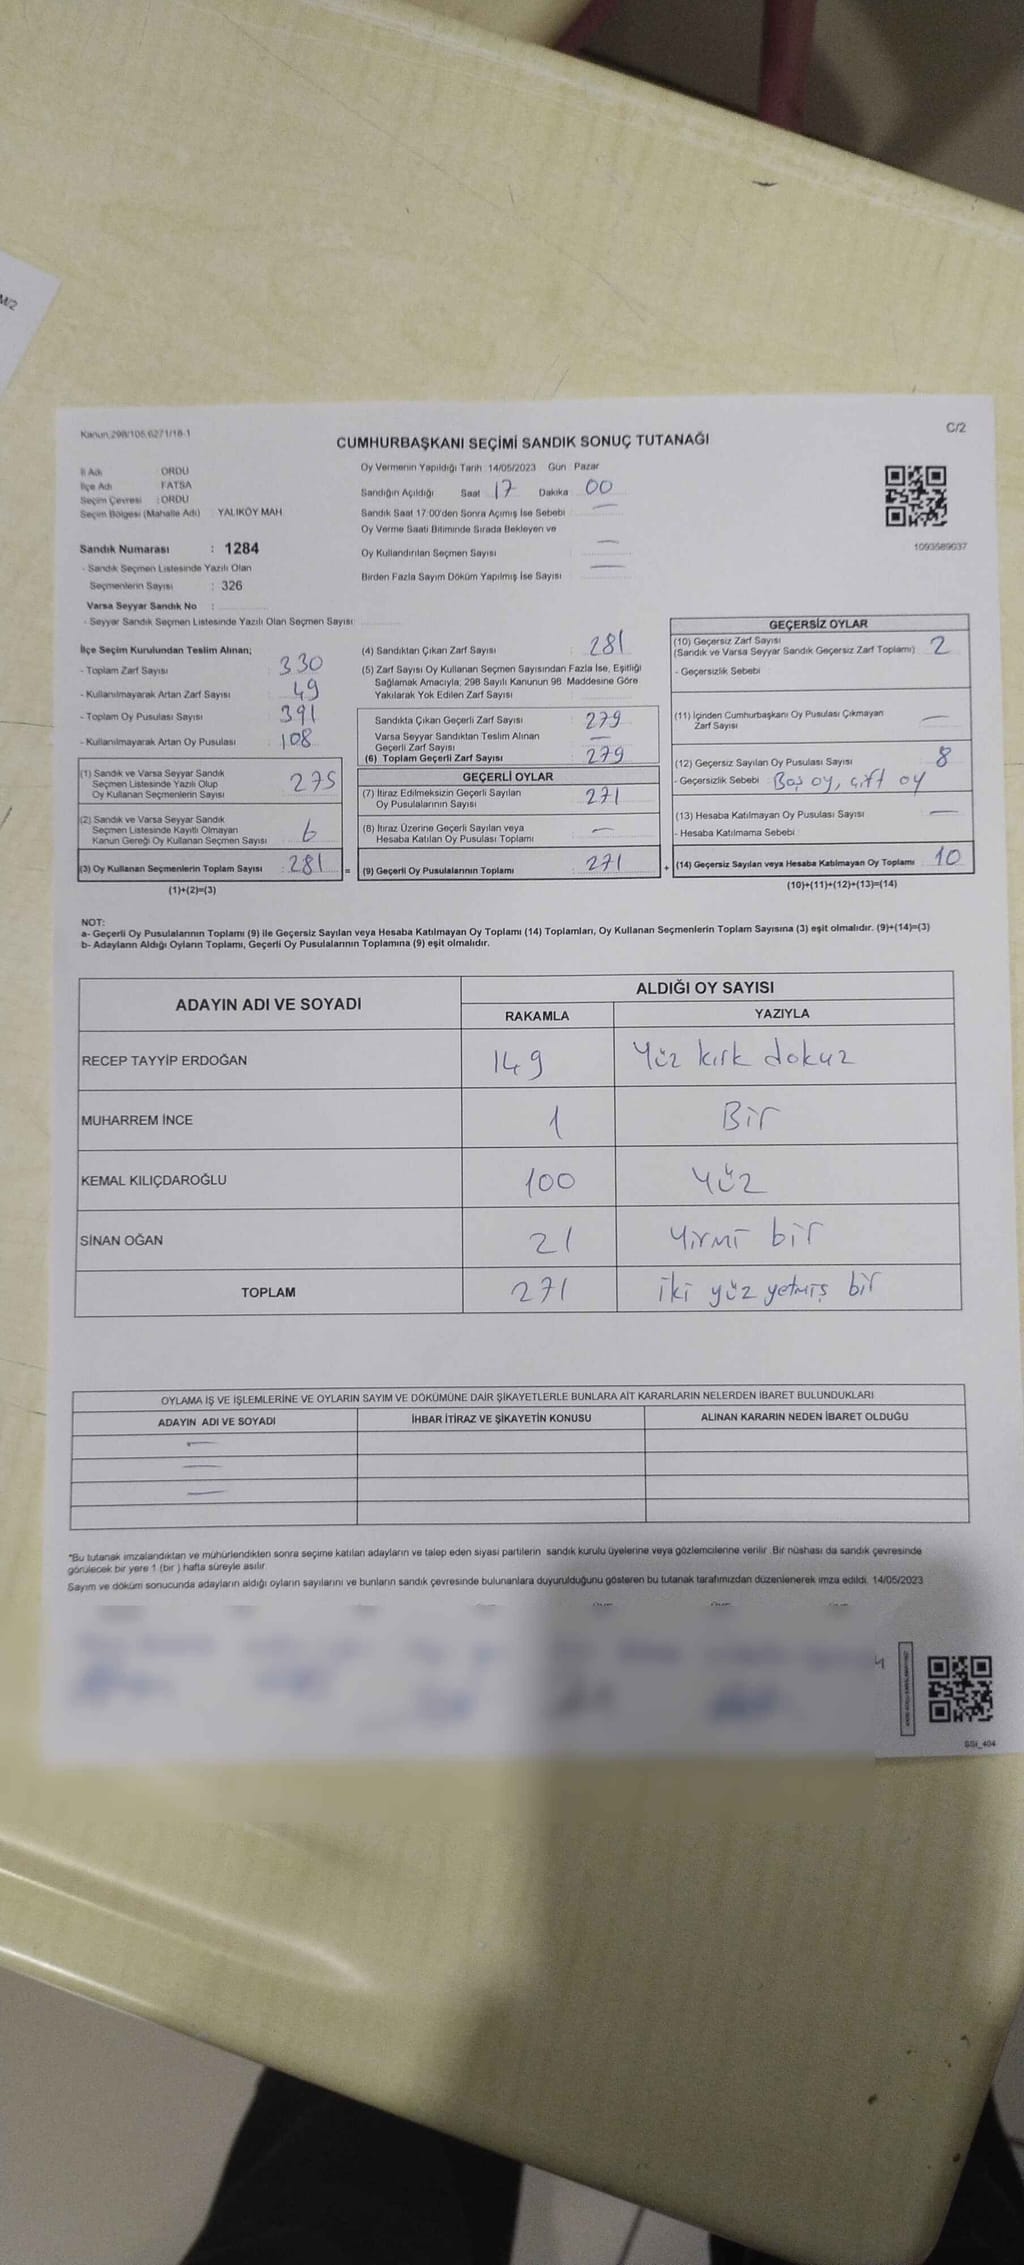 M/2
Kanun.298/105,6271/16-1
C/2
CUMHURBAŞKANI SEÇİMİ SANDIK SONUÇ TUTANAĞI
İl Adı ORDU
İlçe Adı FATSA
Seçim Çevresi : ORDU
Seçim Bölgesi (Mahalle Adı) YALIKÖY MAH
Oy Vermenin Yapıldığı Tarih 14/05/2023 Gün Pazar
Sandığın Açıldığı Saat 17 Dakika 00
Sandık Saat 17:00'den Sonra Açımış İse Sebebi —
Oy Verme Saati Bitiminde Sırada Bekleyen ve
Oy Kullandırılan Seçmen Sayısı —
Birden Fazla Sayım Döküm Yapılmış İse Sayısı —
1093589637
Sandık Numarası : 1284
- Sandık Seçmen Listesinde Yazılı Olan
Seçmenlerin Sayısı : 326
Varsa Seyyar Sandık No :
- Seyyar Sandık Seçmen Listesinde Yazılı Olan Seçmen Sayısı
İlçe Seçim Kurulundan Teslim Alınan;
- Toplam Zarf Sayısı 330
- Kullanılmayarak Artan Zarf Sayısı 49
- Toplam Oy Pusulası Sayısı 391
- Kullanılmayarak Artan Oy Pusulası 108
(1) Sandık ve Varsa Seyyar Sandık
Seçmen Listesinde Yazılı Olup
Oy Kullanan Seçmenlerin Sayısı 275
(2) Sandık ve Varsa Seyyar Sandık
Seçmen Listesinde Kayıtlı Olmayan
Kanun Gereği Oy Kullanan Seçmen Sayısı 6
(3) Oy Kullanan Seçmenlerin Toplam Sayısı : 281 =
(1)+(2)=(3)
(4) Sandıktan Çıkan Zarf Sayısı : 281
(5) Zarf Sayısı Oy Kullanan Seçmen Sayısından Fazla İse, Eşitliği
Sağlamak Amacıyla; 298 Sayılı Kanunun 98. Maddesine Göre
Yakılarak Yok Edilen Zarf Sayısı
Sandıkta Çıkan Geçerli Zarf Sayısı : 279
Varsa Seyyar Sandıktan Teslim Alınan
Geçerli Zarf Sayısı —
(6) Toplam Geçerli Zarf Sayısı : 279
GEÇERLİ OYLAR
(7) İtiraz Edilmeksizin Geçerli Sayılan
Oy Pusulalarının Sayısı : 271
(8) İtiraz Üzerine Geçerli Sayılan veya
Hesaba Katılan Oy Pusulası Toplamı : —
(9) Geçerli Oy Pusulalarının Toplamı : 271 +
GEÇERSİZ OYLAR
(10) Geçersiz Zarf Sayısı
(Sandık ve Varsa Seyyar Sandık Geçersiz Zarf Toplamı) 2
- Geçersizlik Sebebi :
(11) İçinden Cumhurbaşkanı Oy Pusulası Çıkmayan
Zarf Sayısı —
(12) Geçersiz Sayılan Oy Pusulası Sayısı : 8
- Geçersizlik Sebebi Boş oy, çift oy
(13) Hesaba Katılmayan Oy Pusulası Sayısı : —
- Hesaba Katılmama Sebebi :
(14) Geçersiz Sayılan veya Hesaba Katılmayan Oy Toplamı : 10
(10)+(11)+(12)+(13)=(14)
NOT:
a- Geçerli Oy Pusulalarının Toplamı (9) ile Geçersiz Sayılan veya Hesaba Katılmayan Oy Toplamı (14) Toplamları, Oy Kullanan Seçmenlerin Toplam Sayısına (3) eşit olmalıdır. (9)+(14)=(3)
b- Adayların Aldığı Oyların Toplamı, Geçerli Oy Pusulalarının Toplamına (9) eşit olmalıdır.
ADAYIN ADI VE SOYADI
ALDIĞI OY SAYISI
RAKAMLA YAZIYLA
RECEP TAYYİP ERDOĞAN 149 Yüz kırk dokuz
MUHARREM İNCE 1 Bir
KEMAL KILIÇDAROĞLU 100 Yüz
SİNAN OĞAN 21 Yirmi bir
TOPLAM 271 iki yüz yetmiş bir
OYLAMA İŞ VE İŞLEMLERİNE VE OYLARIN SAYIM VE DÖKÜMÜNE DAİR ŞİKAYETLERLE BUNLARA AİT KARARLARIN NELERDEN İBARET BULUNDUKLARI
ADAYIN ADI VE SOYADI İHBAR İTİRAZ VE ŞİKAYETİN KONUSU ALINAN KARARIN NEDEN İBARET OLDUĞU
—
—
—
*Bu tutanak imzalandıktan ve mühürlendikten sonra seçime katılan adayların ve talep eden siyasi partilerin sandık kurulu üyelerine veya gözlemcilerine verilir. Bir nüshası da sandık çevresinde
görülecek bir yere 1 (bir ) hafta süreyle asılır.
Sayım ve döküm sonucunda adayların aldığı oyların sayılarını ve bunların sandık çevresinde bulunanlara duyurulduğunu gösteren bu tutanak tarafımızdan düzenlenerek imza edildi. 14/05/2023
SSI_404